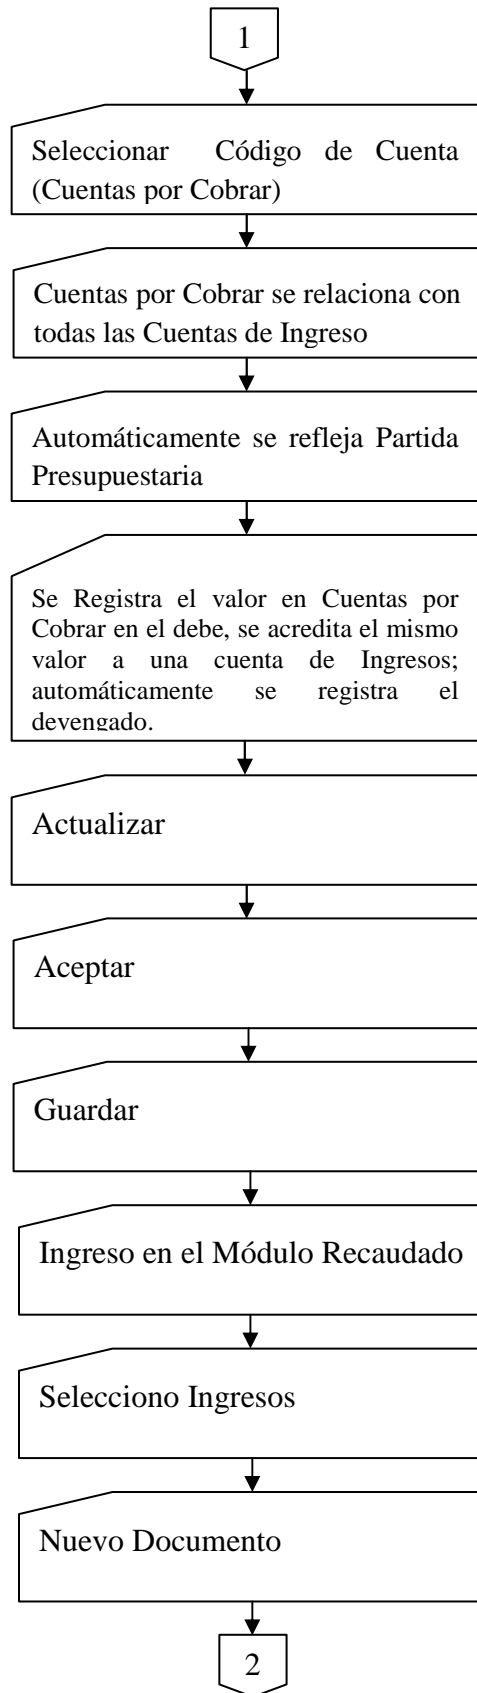 1
Seleccionar Código de Cuenta
(Cuentas por Cobrar)
Cuentas por Cobrar se relaciona con
todas las Cuentas de Ingreso
Automáticamente se refleja Partida
Presupuestaria
Se Registra el valor en Cuentas por
Cobrar en el debe, se acredita el mismo
valor a una cuenta de Ingresos;
automáticamente se registra el
devengado.
Actualizar
Aceptar
Guardar
Ingreso en el Módulo Recaudado
Selecciono Ingresos
Nuevo Documento
2